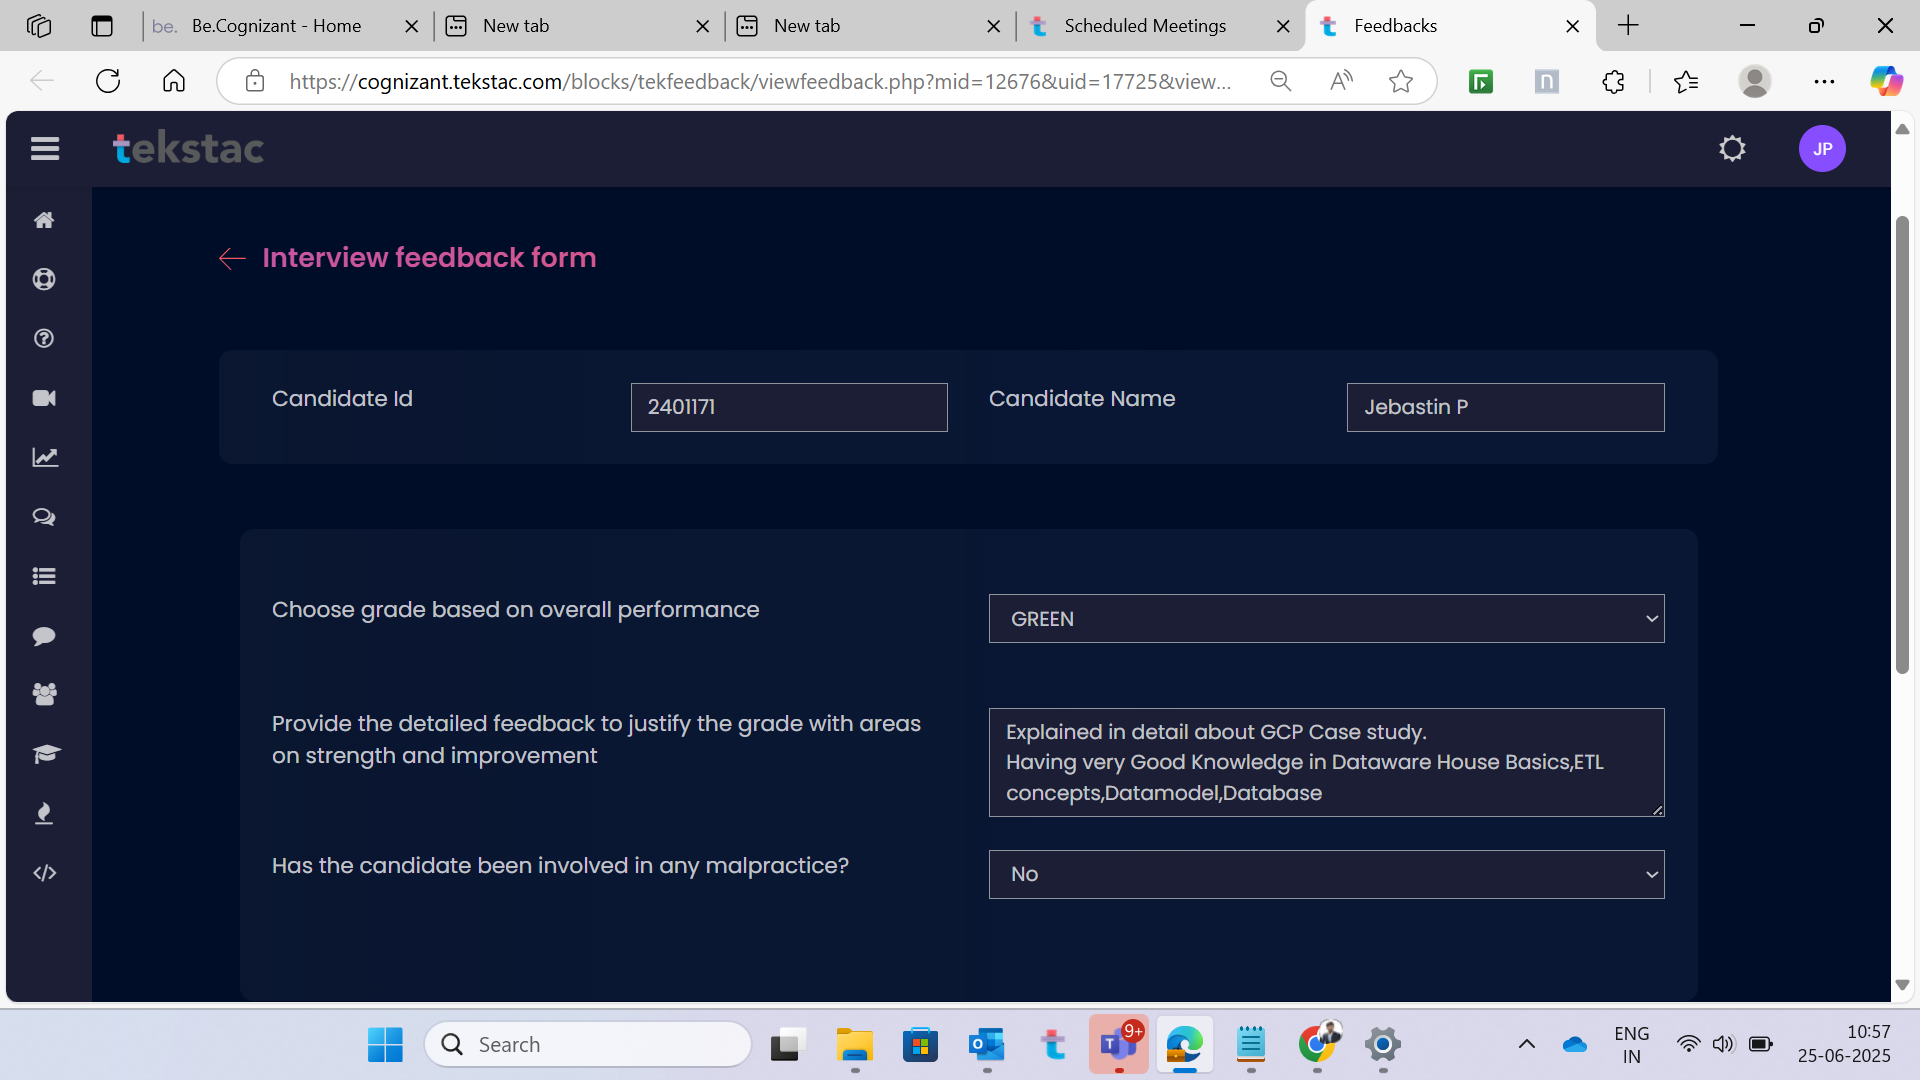 be. Be.Cognizant - Home
New tab
New tab
Scheduled Meetings
Feedbacks
https://cognizant.tekstac.com/blocks/tekfeedback/viewfeedback.php?mid=12676&uid=17725&view...
tekstac
JP
Interview feedback form
Candidate Id
2401171
Candidate Name
Jebastin P
Choose grade based on overall performance
GREEN
Provide the detailed feedback to justify the grade with areas
on strength and improvement
Explained in detail about GCP Case study.
Having very Good Knowledge in Dataware House Basics,ETL
concepts,Datamodel,Database
Has the candidate been involved in any malpractice?
No
Search
9+
ENG
IN
10:57
25-06-2025